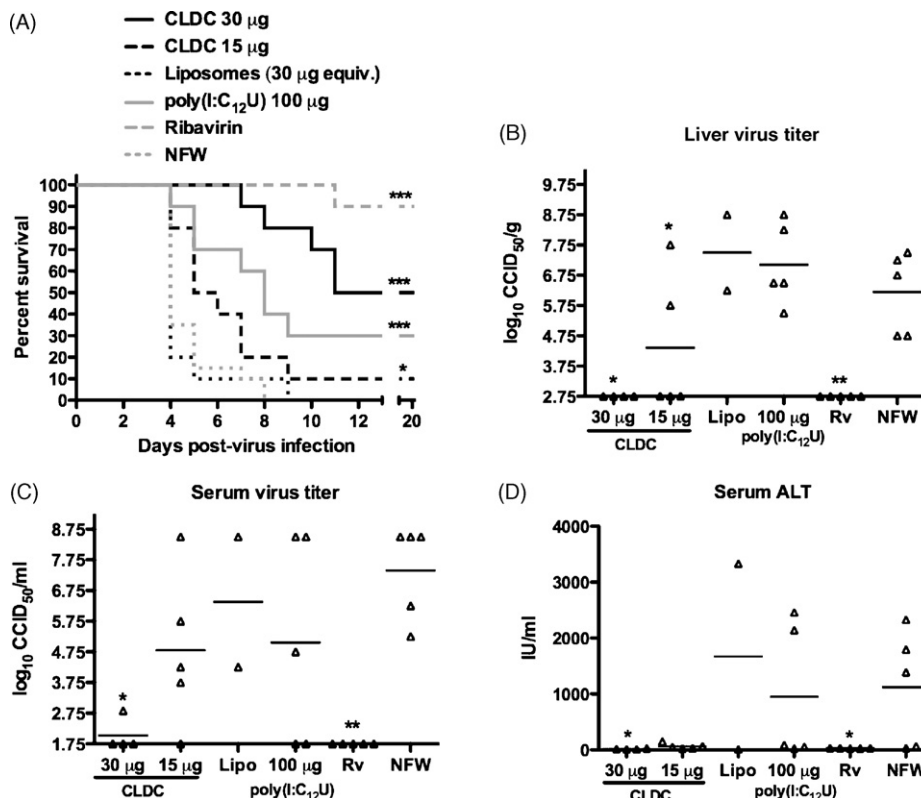 (A)
CLDC 30 μg
CLDC 15 μg
Liposomes (30 μg equiv.)
poly(I:C₁₂U) 100 μg
Ribavirin
NFW
Percent survival
100
90
80
70
60
50
40
30
20
10
0
***
***
***
*
0 2 4 6 8 10 12 20
Days post-virus infection
(B)
Liver virus titer
log₁₀ CCID₅₀/g
9.75
8.75
7.75
6.75
5.75
4.75
3.75
2.75
*
*
**
30 μg 15 μg Lipo 100 μg Rv NFW
CLDC poly(I:C₁₂U)
(C)
Serum virus titer
log₁₀ CCID₅₀/ml
8.75
7.75
6.75
5.75
4.75
3.75
2.75
1.75
*
**
30 μg 15 μg Lipo 100 μg Rv NFW
CLDC poly(I:C₁₂U)
(D)
Serum ALT
IU/ml
4000
3000
2000
1000
0
*
*
30 μg 15 μg Lipo 100 μg Rv NFW
CLDC poly(I:C₁₂U)